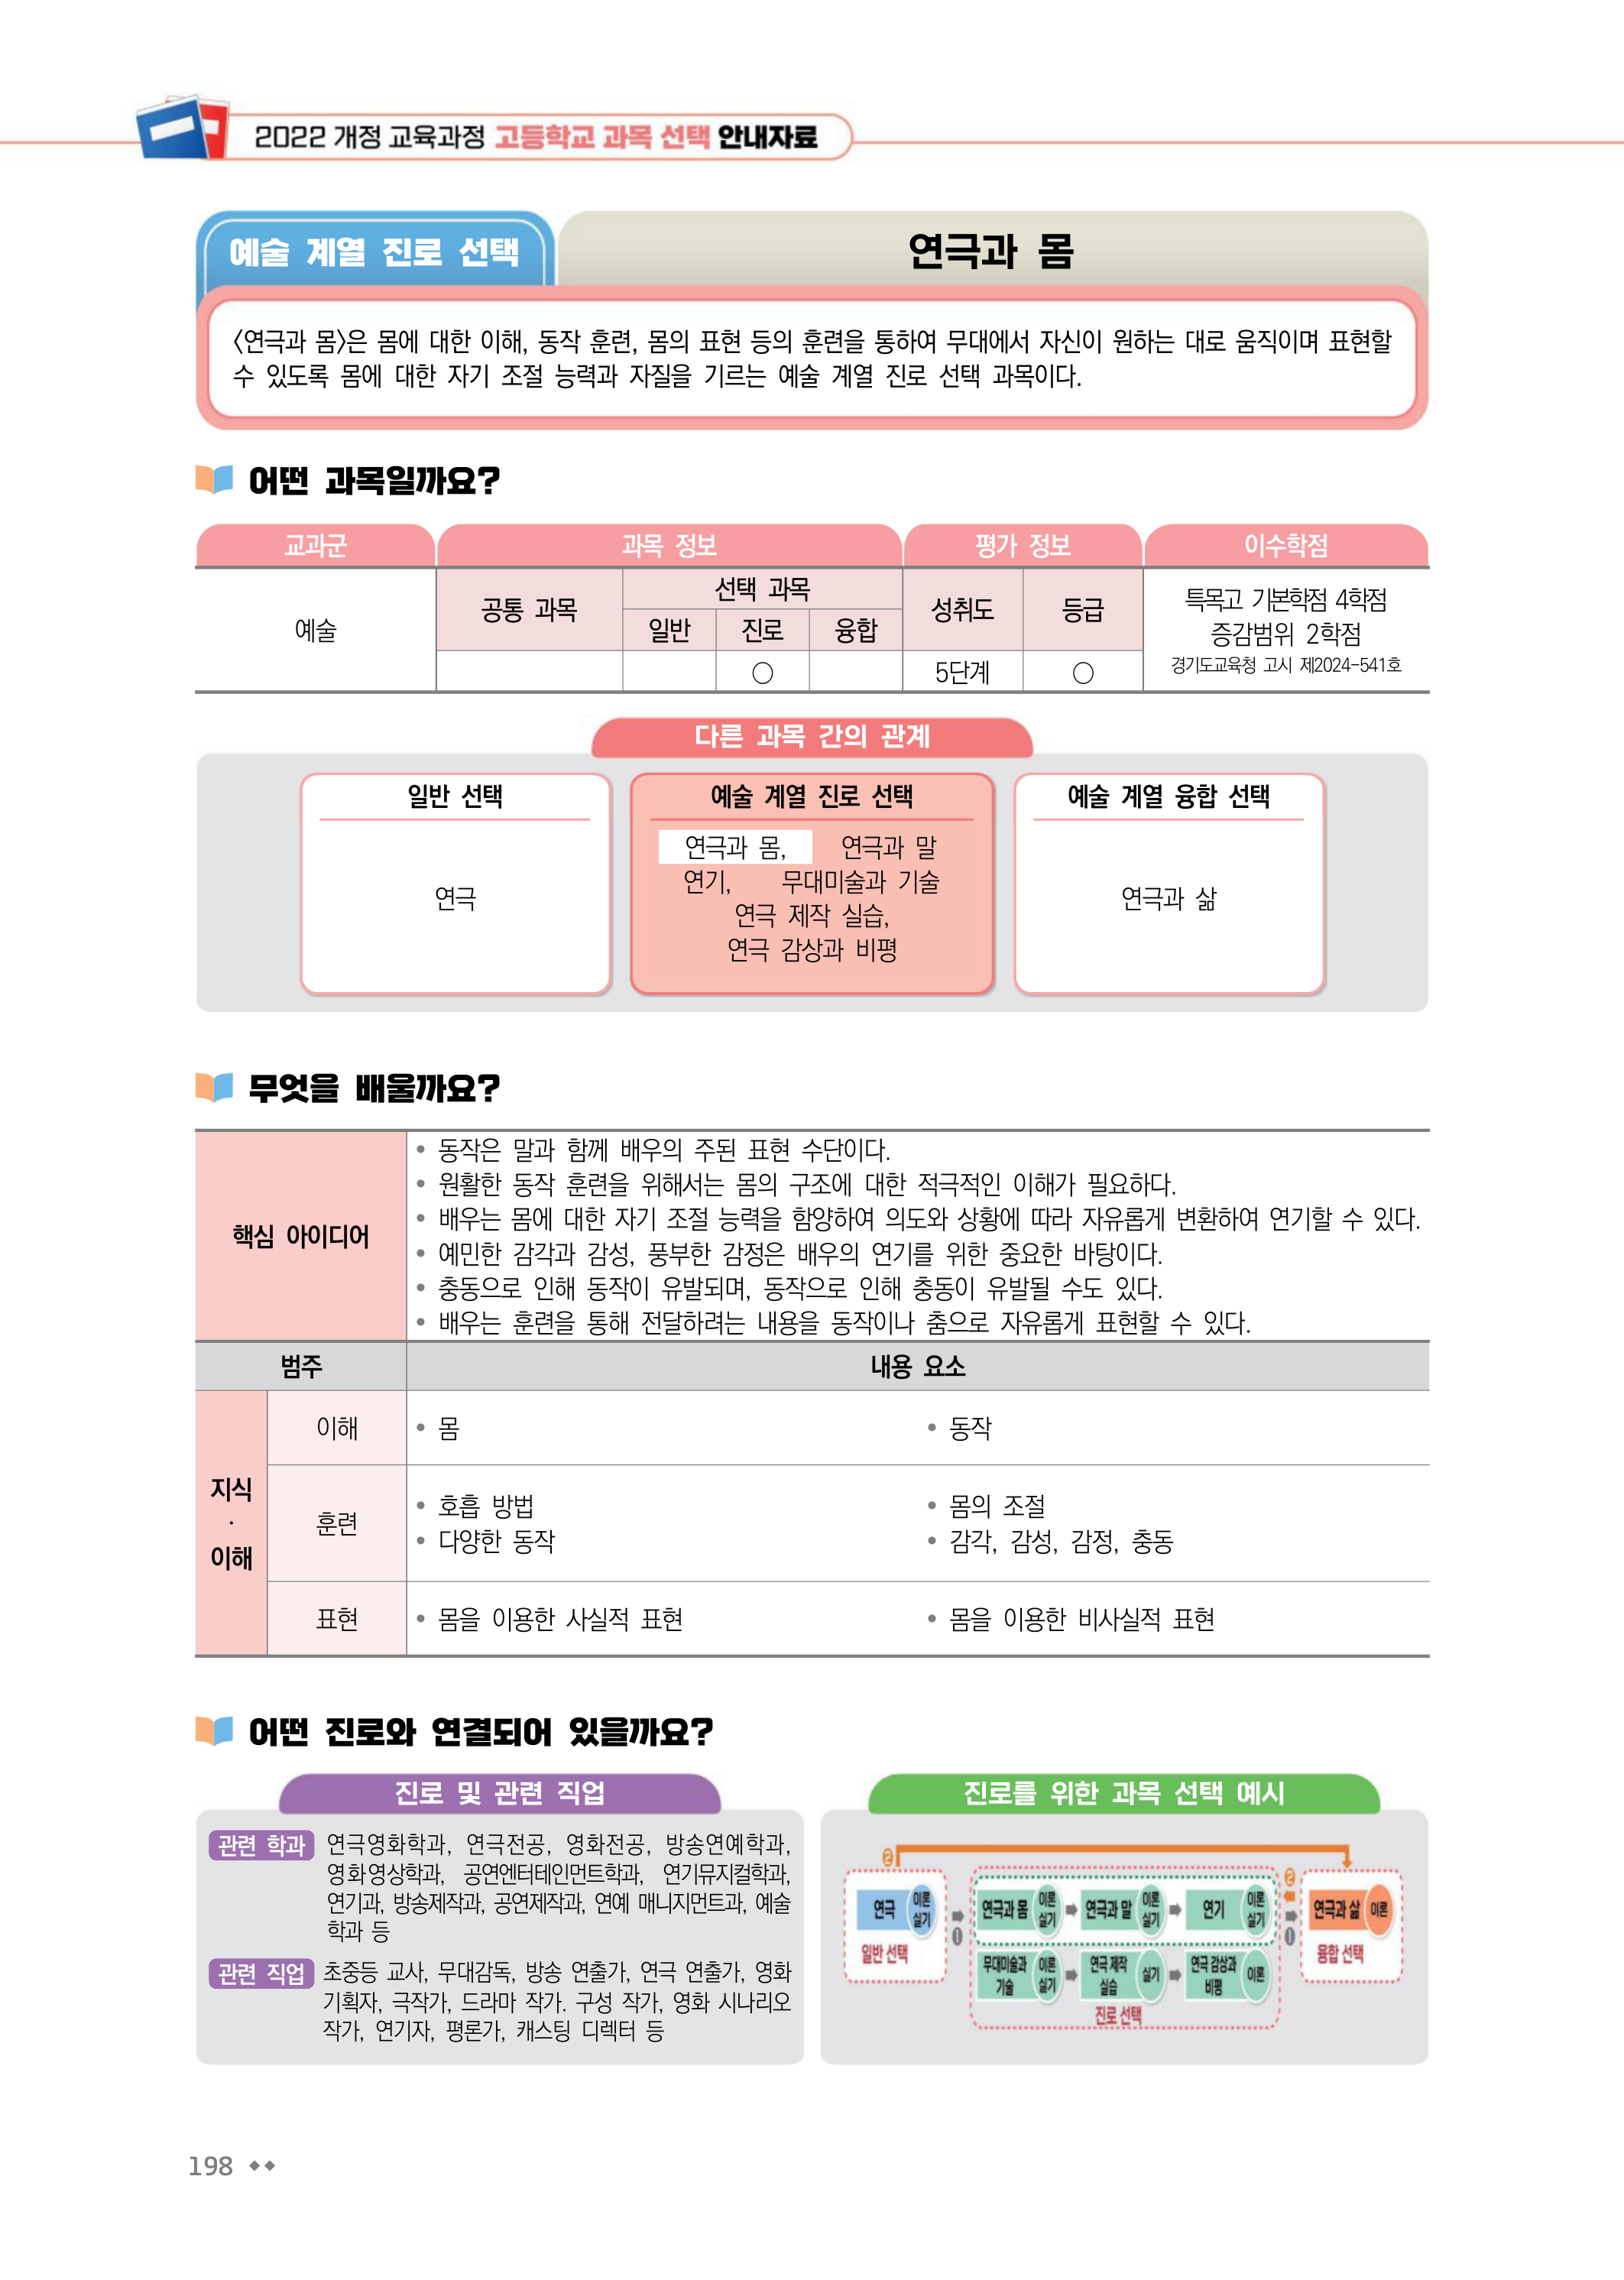 2022 개정 교육과정 고등학교 과목 선택 안내자료
예술 계열 진로 선택
연극과 몸
〈연극과 몸〉은 몸에 대한 이해, 동작 훈련, 몸의 표현 등의 훈련을 통하여 무대에서 자신이 원하는 대로 움직이며 표현할
수 있도록 몸에 대한 자기 조절 능력과 자질을 기르는 예술 계열 진로 선택 과목이다.
어떤 과목일까요?
교과군 과목 정보 평가 정보 이수학점
예술
공통 과목
선택 과목
일반 진로 융합
○
성취도 등급
5단계 ○
특목고 기본학점 4학점
증감범위 2학점
경기도교육청 고시 제2024-541호
다른 과목 간의 관계
일반 선택
연극
예술 계열 진로 선택
연극과 몸, 연극과 말
연기, 무대미술과 기술
연극 제작 실습,
연극 감상과 비평
예술 계열 융합 선택
연극과 삶
무엇을 배울까요?
핵심 아이디어
• 동작은 말과 함께 배우의 주된 표현 수단이다.
• 원활한 동작 훈련을 위해서는 몸의 구조에 대한 적극적인 이해가 필요하다.
• 배우는 몸에 대한 자기 조절 능력을 함양하여 의도와 상황에 따라 자유롭게 변환하여 연기할 수 있다.
• 예민한 감각과 감성, 풍부한 감정은 배우의 연기를 위한 중요한 바탕이다.
• 충동으로 인해 동작이 유발되며, 동작으로 인해 충동이 유발될 수도 있다.
• 배우는 훈련을 통해 전달하려는 내용을 동작이나 춤으로 자유롭게 표현할 수 있다.
범주 내용 요소
지식
·
이해
이해
• 몸 • 동작
훈련
• 호흡 방법 • 몸의 조절
• 다양한 동작 • 감각, 감성, 감정, 충동
표현
• 몸을 이용한 사실적 표현 • 몸을 이용한 비사실적 표현
어떤 진로와 연결되어 있을까요?
진로 및 관련 직업
관련 학과 연극영화학과, 연극전공, 영화전공, 방송연예학과,
영화영상학과, 공연엔터테인먼트학과, 연기뮤지컬학과,
연기과, 방송제작과, 공연제작과, 연예 매니지먼트과, 예술
학과 등
관련 직업 초중등 교사, 무대감독, 방송 연출가, 연극 연출가, 영화
기획자, 극작가, 드라마 작가. 구성 작가, 영화 시나리오
작가, 연기자, 평론가, 캐스팅 디렉터 등
진로를 위한 과목 선택 예시
❷
연극 이론 실기
일반 선택
❶
연극과 몸 이론 실기
연극과 말 이론 실기
연기 이론 실기
무대미술과 기술 이론 실기
연극 제작 실습 실기
연극 감상과 비평 이론
진로 선택
❷
❶
연극과 삶 이론
융합 선택
198